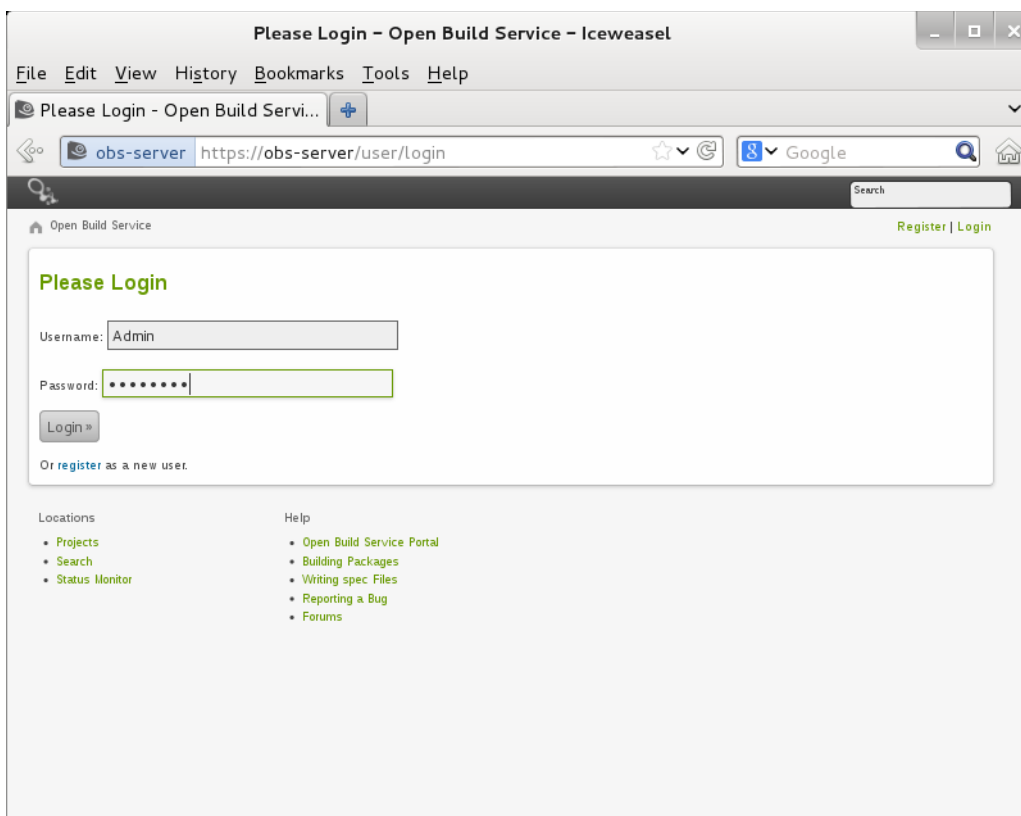 Please Login – Open Build Service – Iceweasel
File Edit View History Bookmarks Tools Help
Please Login - Open Build Servi...
obs-server https://obs-server/user/login 8 Google
Search
Open Build Service Register | Login
Please Login
Username: Admin
Password: ••••••••
Login »
Or register as a new user.
Locations Help
• Projects • Open Build Service Portal
• Search • Building Packages
• Status Monitor • Writing spec Files
• Reporting a Bug
• Forums